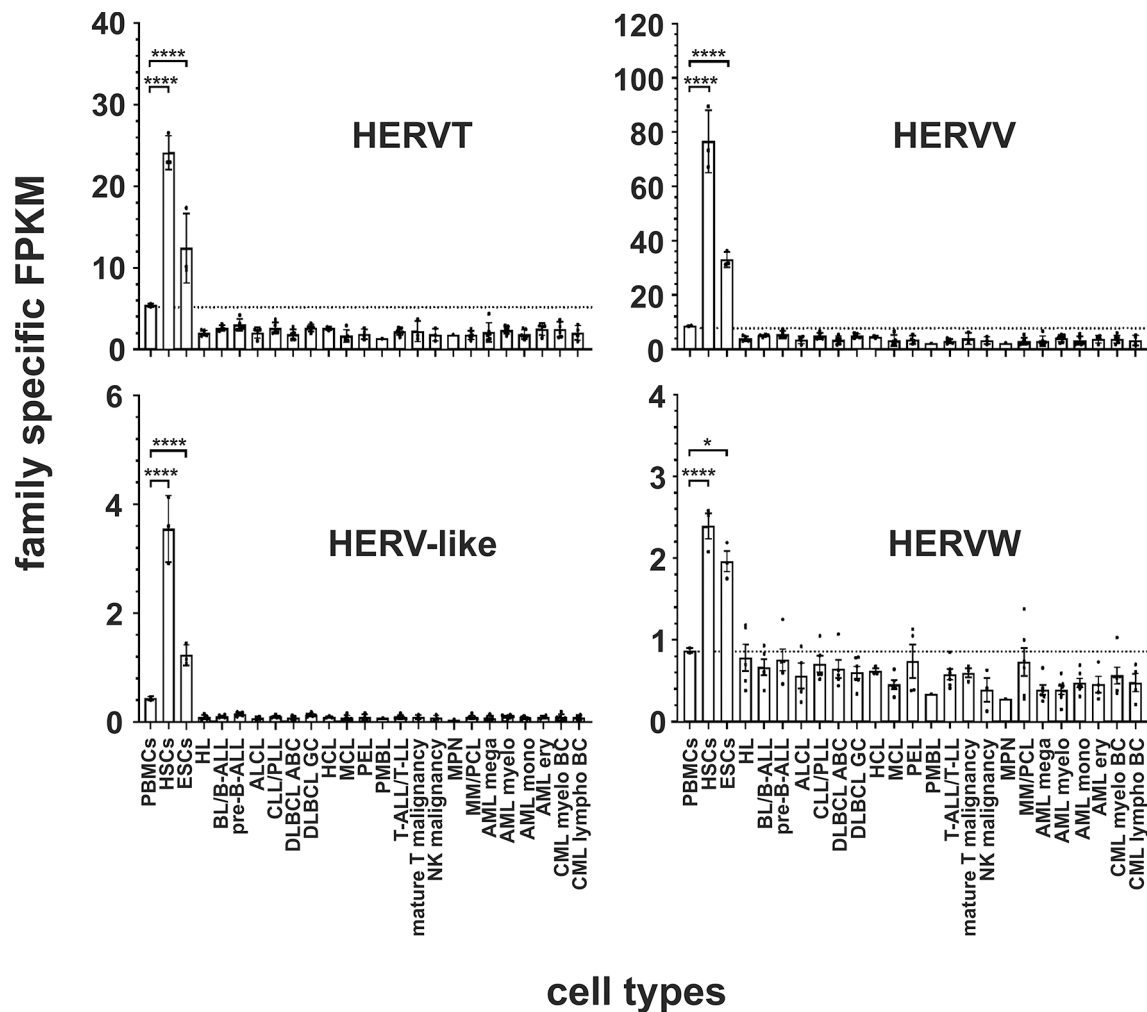 family specific FPKM
40
30
20
10
0
****
****
HERVT
120
100
80
60
40
20
0
****
****
HERVV
6
4
2
0
****
****
HERV-like
4
3
2
1
0
*
****
HERVW
PBMCs
HSCs
ESCs
HL
BL/B-ALL
pre-B-ALL
ALCL
CLL/PLL
DLBCL ABC
DLBCL GC
HCL
MCL
PEL
PMBL
T-ALL/T-LL
mature T malignancy
NK malignancy
MPN
MM/PCL
AML mega
AML myelo
AML mono
AML ery
CML myelo BC
CML lympho BC
PBMCs
HSCs
ESCs
HL
BL/B-ALL
pre-B-ALL
ALCL
CLL/PLL
DLBCL ABC
DLBCL GC
HCL
MCL
PEL
PMBL
T-ALL/T-LL
mature T malignancy
NK malignancy
MPN
MM/PCL
AML mega
AML myelo
AML mono
AML ery
CML myelo BC
CML lympho BC
cell types